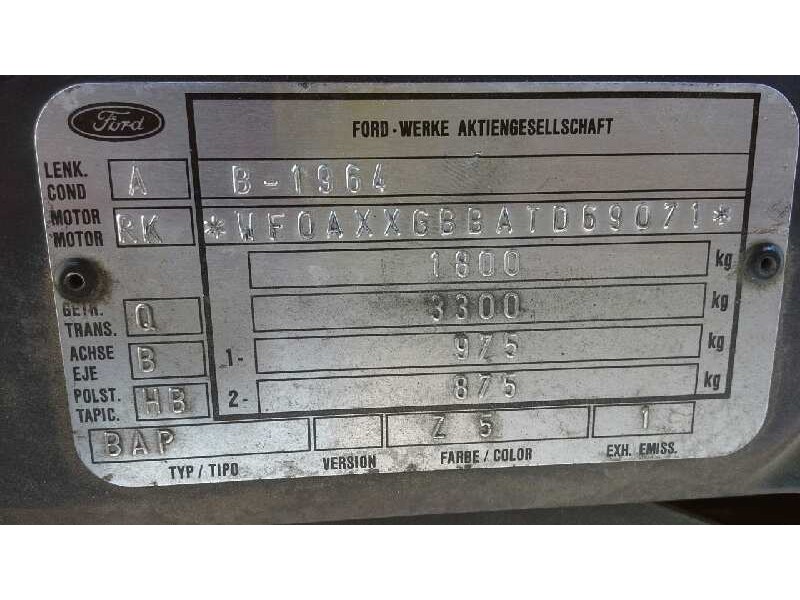 Ford
FORD-WERKE AKTIENGESELLSCHAFT
LENK.
COND
A
B-1964
MOTOR
MOTOR
RK
*WF0AXXGBBATD69071*
1800 kg
GETR.
TRANS.
Q
3300 kg
ACHSE
EJE
B
1- 975 kg
POLST.
TAPIC.
HB
2- 875 kg
BAP
Z 5
1
TYP / TIPO
VERSION
FARBE / COLOR
EXH. EMISS.